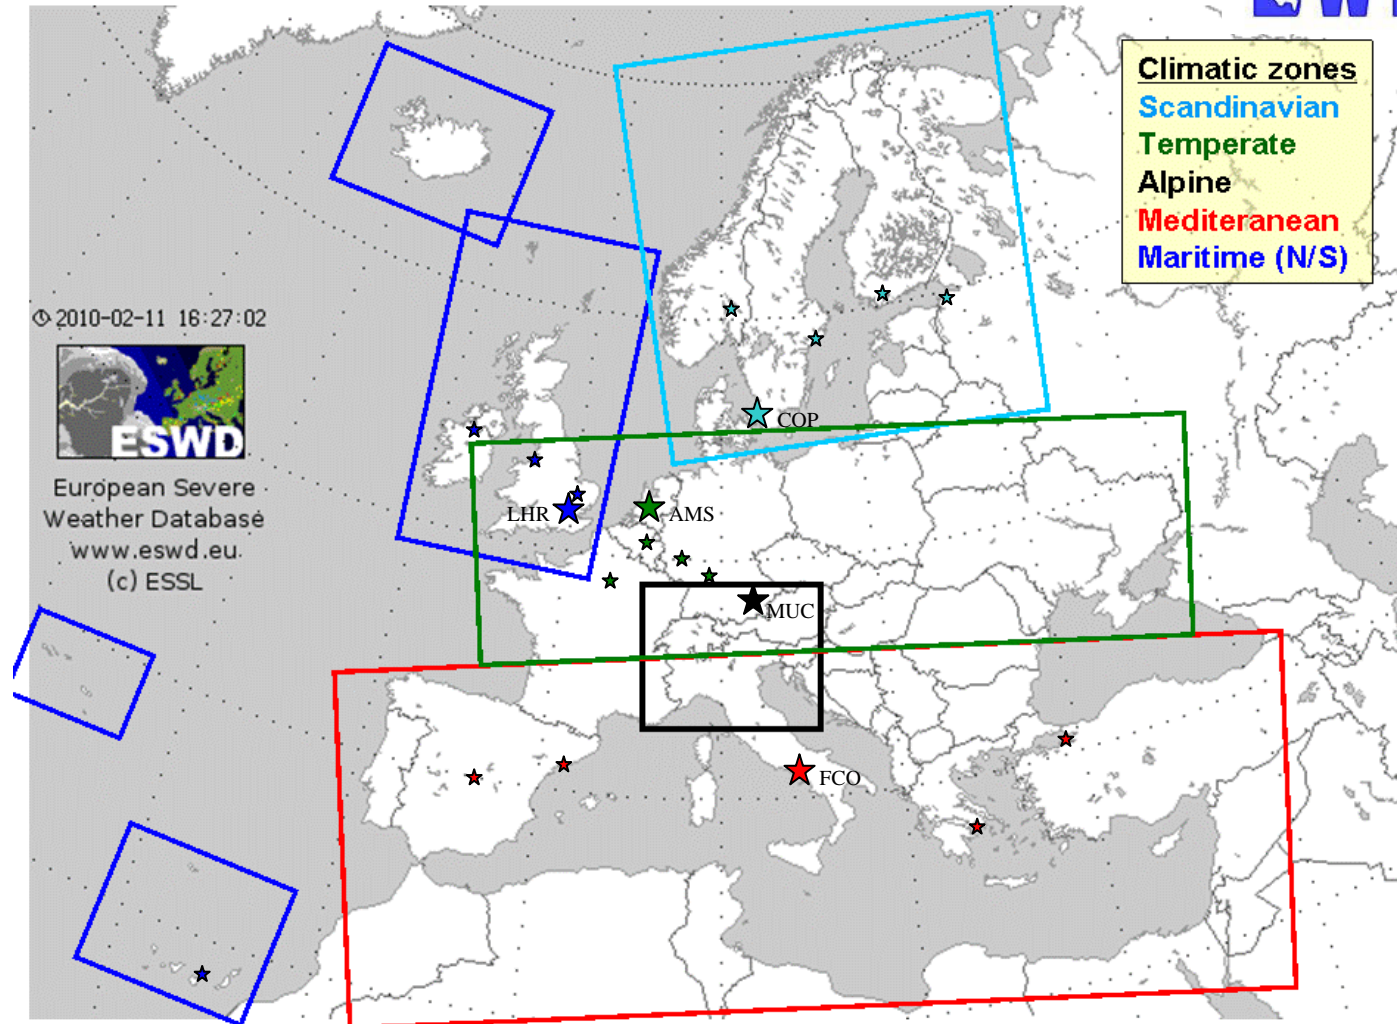 Climatic zones
Scandinavian
Temperate
Alpine
Mediteranean
Maritime (N/S)
2010-02-11 16:27:02
ESWD
European Severe
Weather Database
www.eswd.eu
(c) ESSL
COP
LHR
AMS
MUC
FCO